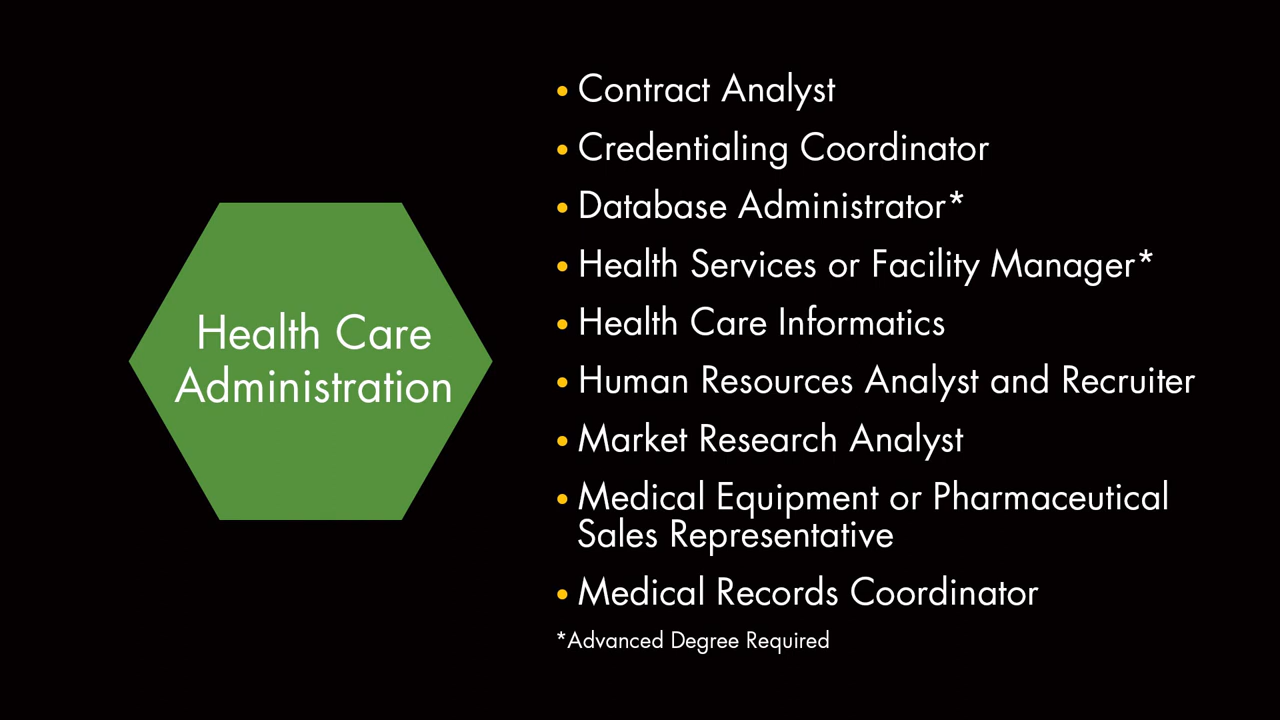 Health Care
Administration
• Contract Analyst
• Credentialing Coordinator
• Database Administrator*
• Health Services or Facility Manager*
• Health Care Informatics
• Human Resources Analyst and Recruiter
• Market Research Analyst
• Medical Equipment or Pharmaceutical
Sales Representative
• Medical Records Coordinator
*Advanced Degree Required